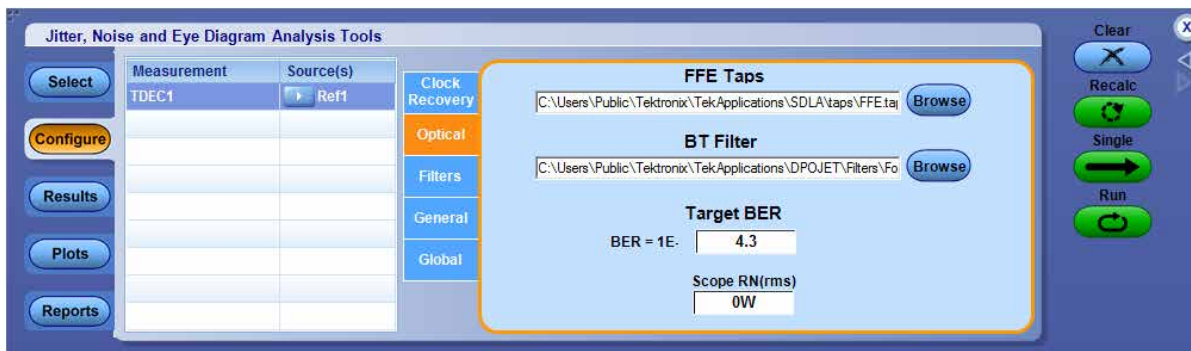 Jitter, Noise and Eye Diagram Analysis Tools
Clear
X
Select
Measurement Source(s)
TDEC1 Ref1
Clock
Recovery
FFE Taps
C:\Users\Public\Tektronix\TekApplications\SDLA\taps\FFE.tap
Browse
Recalc
Configure
Optical
BT Filter
C:\Users\Public\Tektronix\TekApplications\DPOJET\Filters\Fo
Browse
Single
Results
Filters
Run
General
Target BER
BER = 1E- 4.3
Plots
Global
Scope RN(rms)
0W
Reports